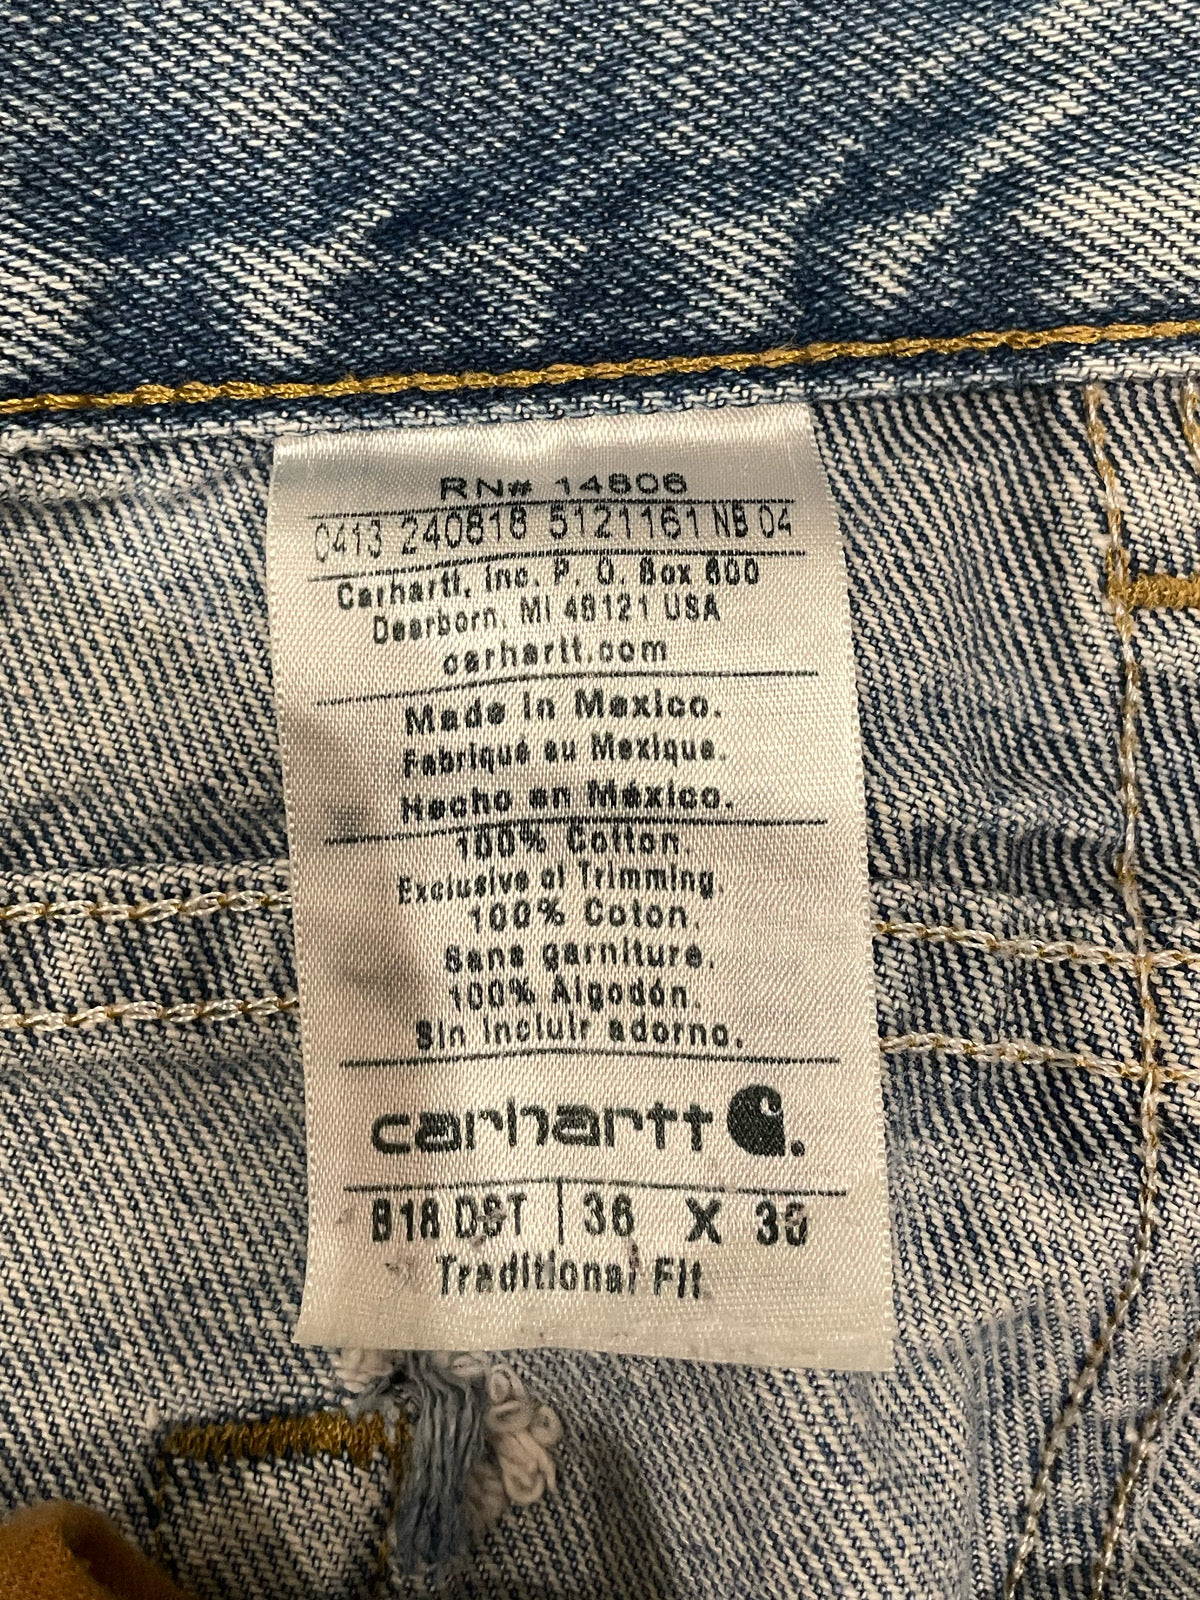 RN# 14806
0413 240818 5121161 NB 04
Carhartt, Inc. P. O. Box 600
Dearborn, MI 48121 USA
carhartt.com
Made in Mexico.
Fabriqué au Mexique.
Hecho en México.
100% Cotton.
Exclusive of Trimming.
100% Coton.
Sans garniture.
100% Algodón.
Sin incluir adorno.
carhartt C.
B18 DST | 36 X 30
Traditional Fit